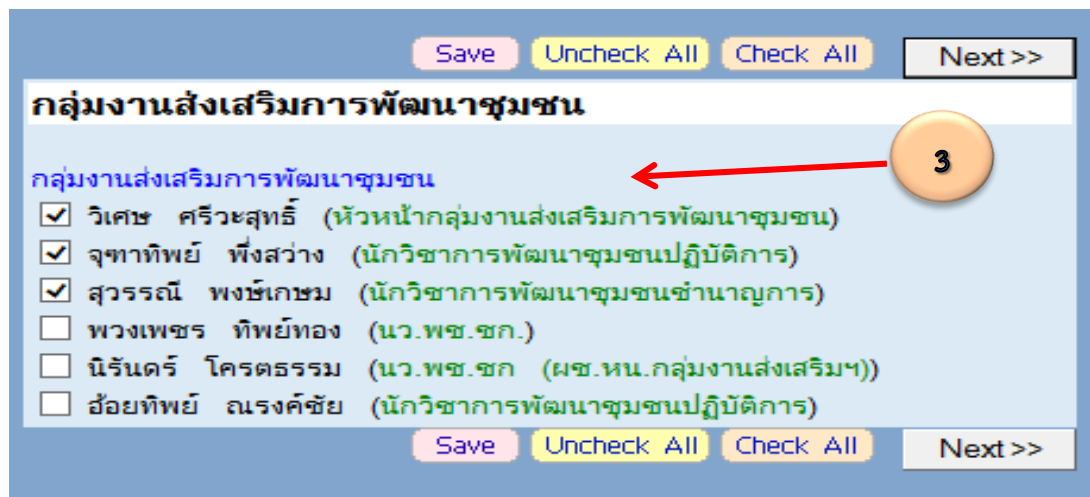 Save Uncheck All Check All Next >>
กลุ่มงานส่งเสริมการพัฒนาชุมชน
3
กลุ่มงานส่งเสริมการพัฒนาชุมชน
วิเศษ ศรีวะสุทธิ์ (หัวหน้ากลุ่มงานส่งเสริมการพัฒนาชุมชน)
จุฑาทิพย์ พึ่งสว่าง (นักวิชาการพัฒนาชุมชนปฏิบัติการ)
สุวรรณี พงษ์เกษม (นักวิชาการพัฒนาชุมชนชำนาญการ)
พวงเพชร ทิพย์ทอง (นว.พช.ชก.)
นิรันดร์ โครตธรรม (นว.พช.ชก (ผช.หน.กลุ่มงานส่งเสริมฯ))
ฮ้อยทิพย์ ณรงค์ชัย (นักวิชาการพัฒนาชุมชนปฏิบัติการ)
Save Uncheck All Check All Next >>